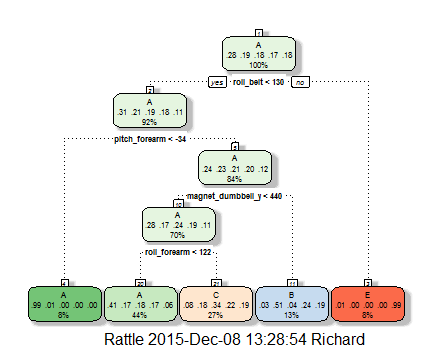 1
A
.28 .19 .18 .17 .18
100%
yes roll_belt < 130 no
2
A
.31 .21 .19 .18 .11
92%
pitch_forearm < -34
5
A
.24 .23 .21 .20 .12
84%
magnet_dumbbell_y < 440
10
A
.28 .17 .24 .19 .11
70%
roll_forearm < 122
4 20 21 11 3
A A C B E
.99 .01 .00 .00 .00 .41 .17 .18 .17 .06 .08 .18 .34 .22 .19 .03 .51 .04 .24 .19 .01 .00 .00 .00 .99
8% 44% 27% 13% 8%
Rattle 2015-Dec-08 13:28:54 Richard